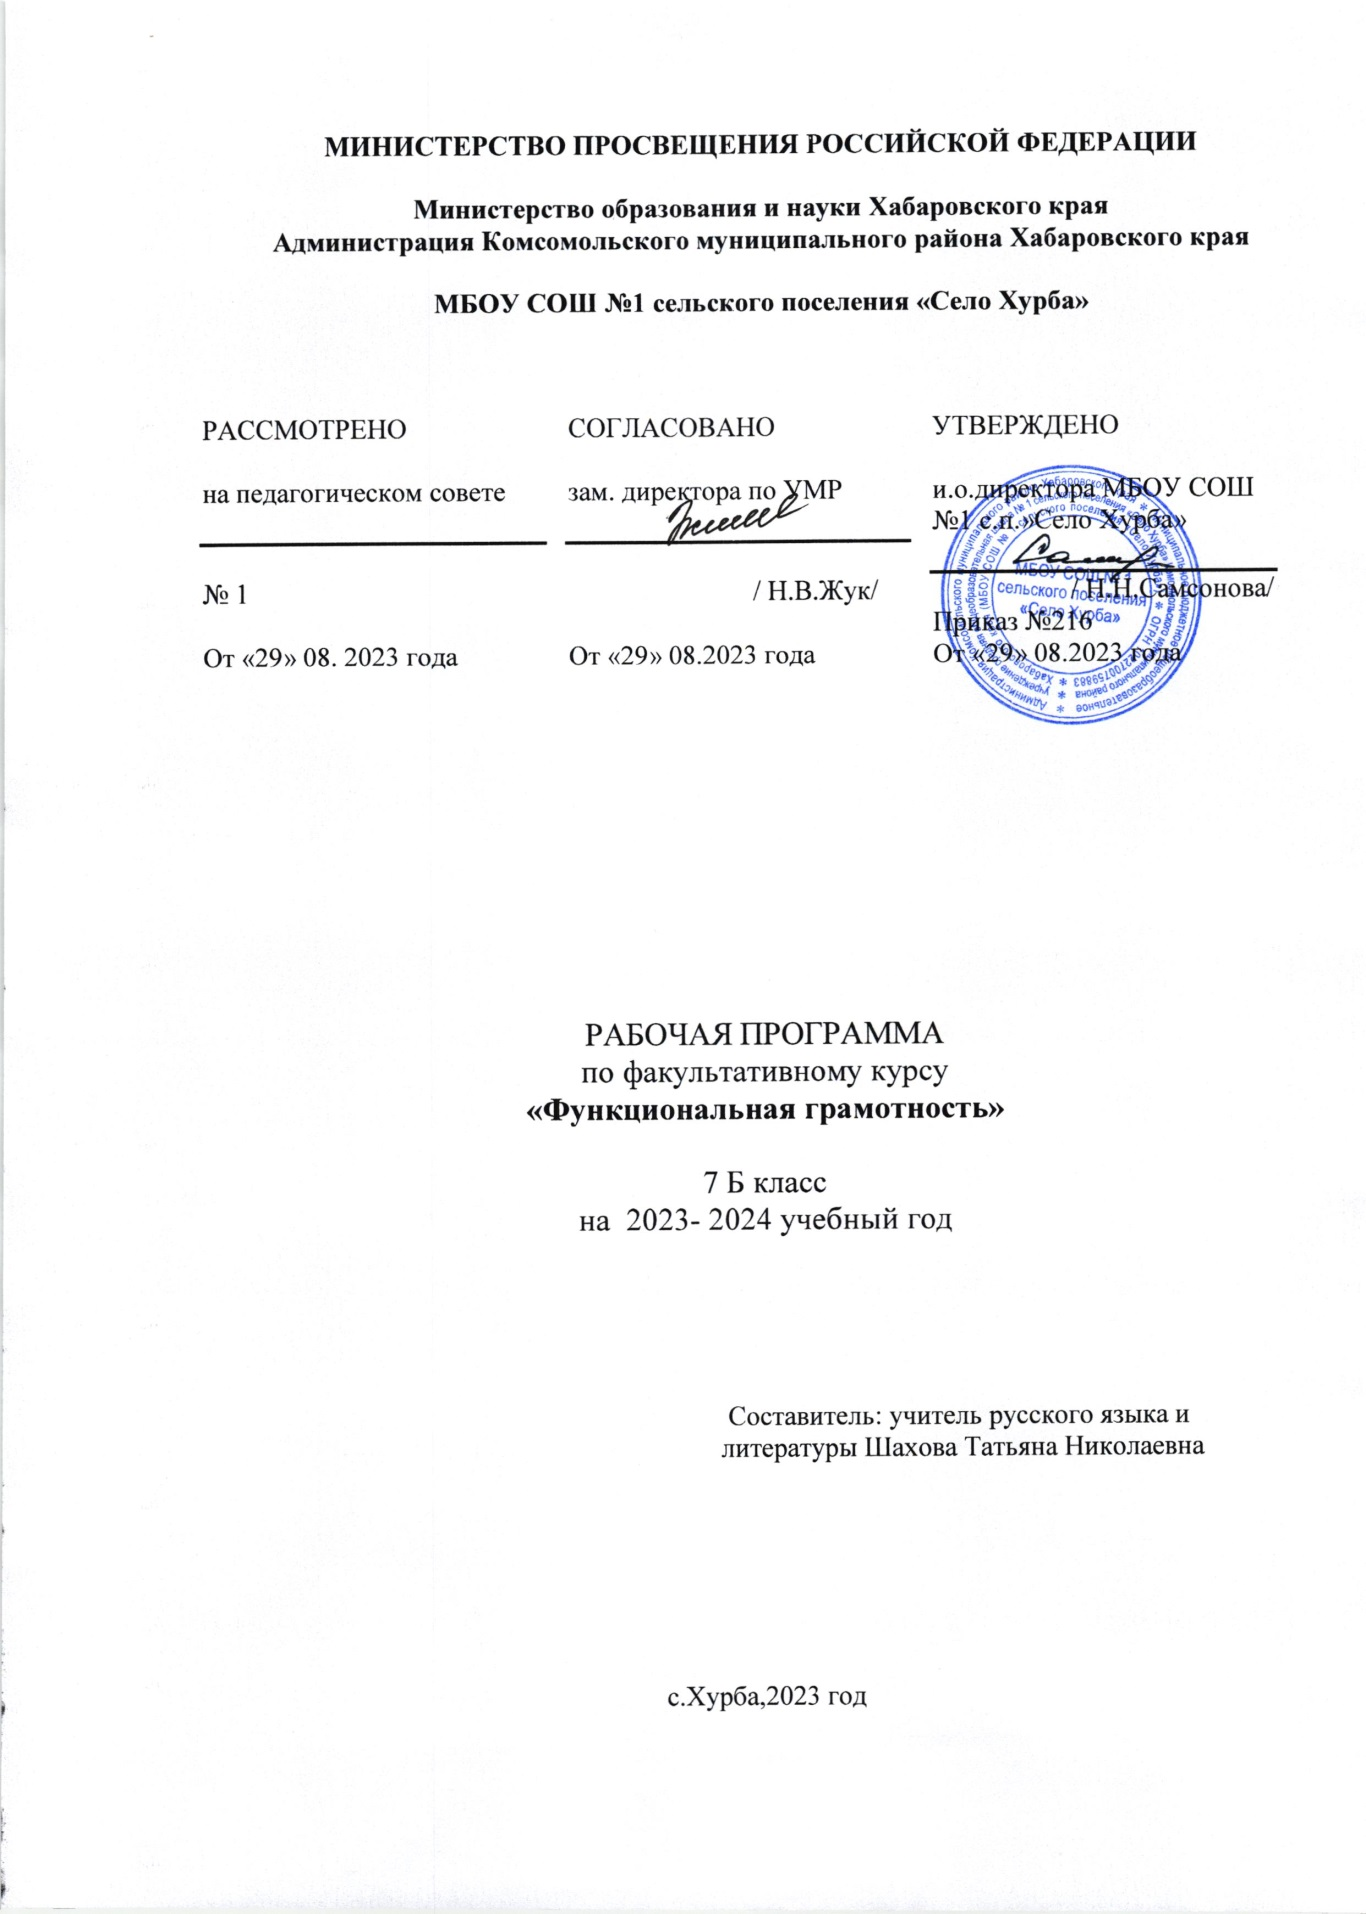 МИНИСТЕРСТВО ПРОСВЕЩЕНИЯ РОССИЙСКОЙ ФЕДЕРАЦИИ
Министерство образования и науки Хабаровского края
Администрация Комсомольского муниципального района Хабаровского края
МБОУ СОШ №1 сельского поселения «Село Хурба»
РАССМОТРЕНО
на педагогическом совете
№ 1
От «29» 08. 2023 года
СОГЛАСОВАНО
зам. директора по УМР
/ Н.В.Жук/
От «29» 08.2023 года
УТВЕРЖДЕНО
и.о.директора МБОУ СОШ
№1 с.п.»Село Хурба»
/ Н.Н.Самсонова/
Приказ №216
От «29» 08.2023 года
МБОУ СОШ № 1
сельского поселения
«Село Хурба»
РАБОЧАЯ ПРОГРАММА
по факультативному курсу
«Функциональная грамотность»
7 Б класс
на 2023- 2024 учебный год
Составитель: учитель русского языка и
литературы Шахова Татьяна Николаевна
с.Хурба,2023 год